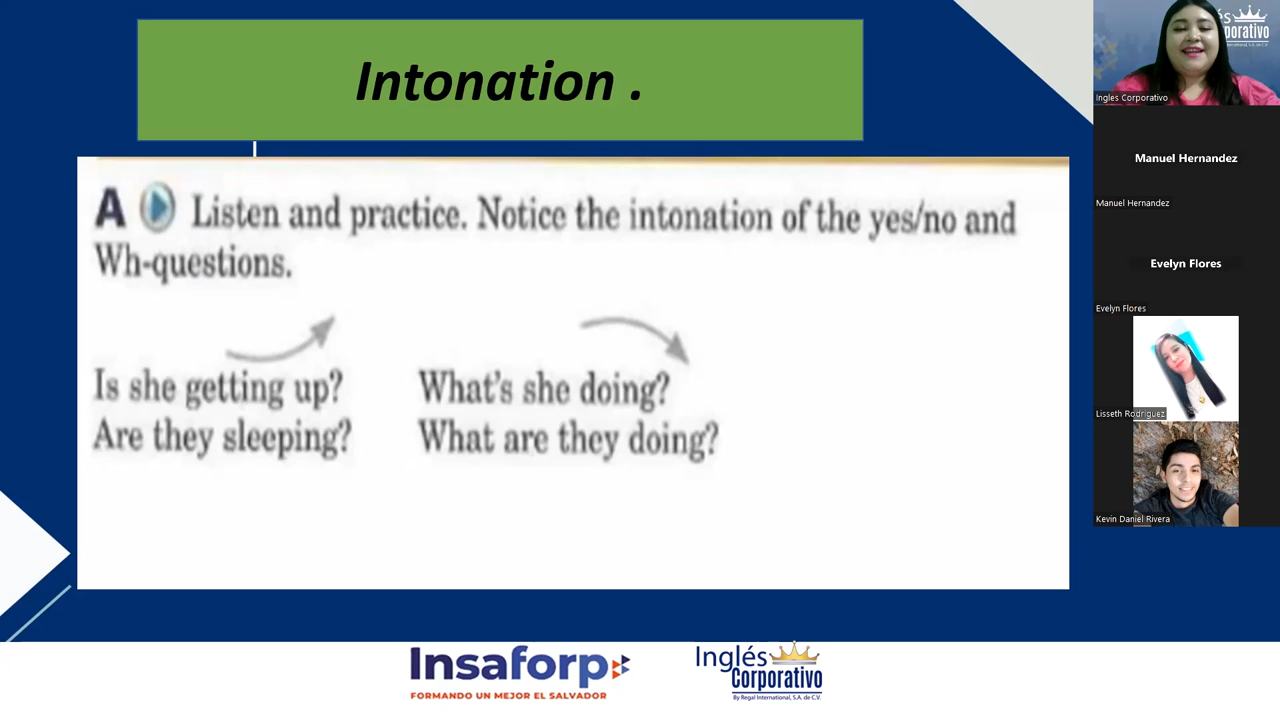 Intonation .
A Listen and practice. Notice the intonation of the yes/no and
Wh-questions.
Is she getting up?
Are they sleeping?
What's she doing?
What are they doing?
Insaforp
FORMANDO UN MEJOR EL SALVADOR
Inglés
Corporativo
By Regal International, S.A. de C.V.
és
rporativo
Ingles Corporativo
Manuel Hernandez
Manuel Hernandez
Evelyn Flores
Evelyn Flores
Lisseth Rodriguez
Kevin Daniel Rivera